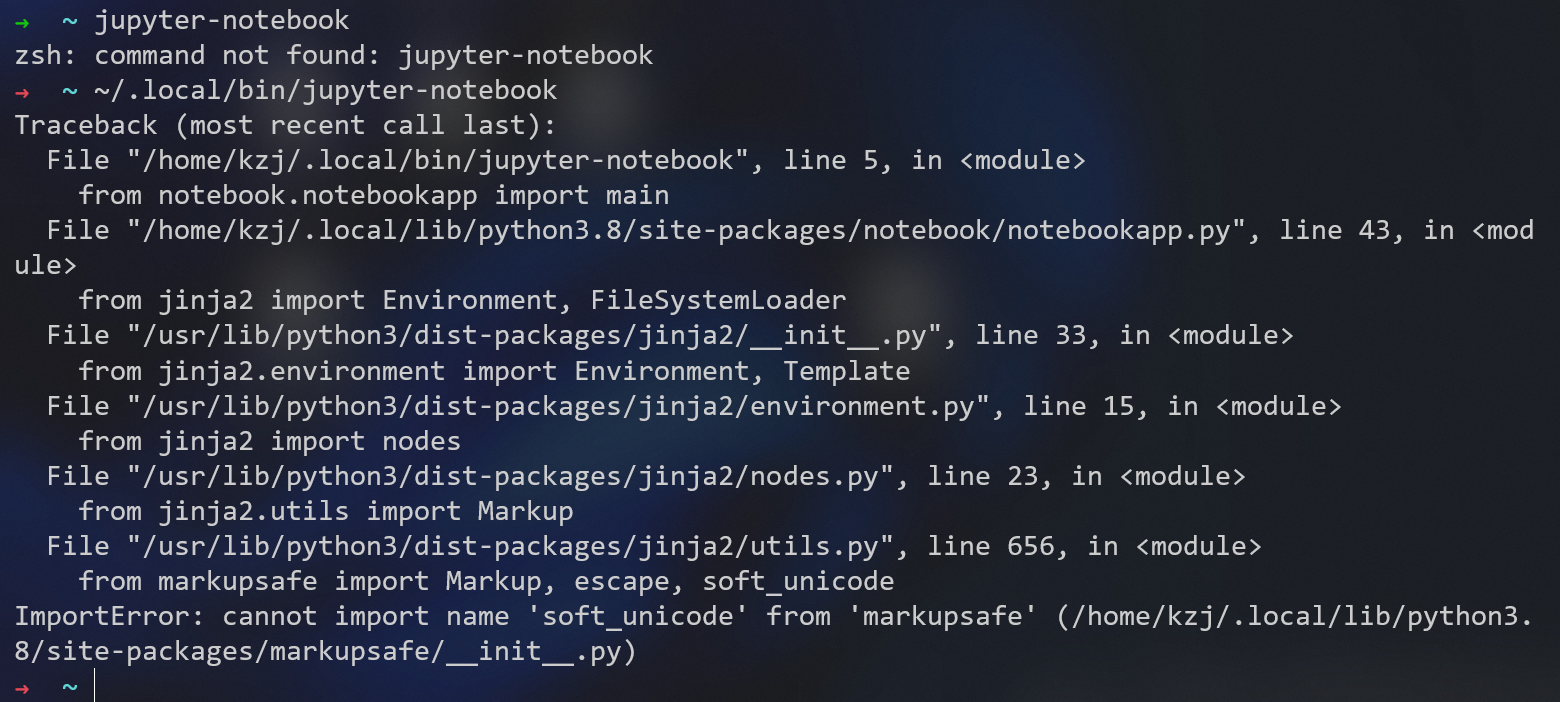 → ~ jupyter-notebook
zsh: command not found: jupyter-notebook
→ ~ ~/.local/bin/jupyter-notebook
Traceback (most recent call last):
  File "/home/kzj/.local/bin/jupyter-notebook", line 5, in <module>
    from notebook.notebookapp import main
  File "/home/kzj/.local/lib/python3.8/site-packages/notebook/notebookapp.py", line 43, in <mod
ule>
    from jinja2 import Environment, FileSystemLoader
  File "/usr/lib/python3/dist-packages/jinja2/__init__.py", line 33, in <module>
    from jinja2.environment import Environment, Template
  File "/usr/lib/python3/dist-packages/jinja2/environment.py", line 15, in <module>
    from jinja2 import nodes
  File "/usr/lib/python3/dist-packages/jinja2/nodes.py", line 23, in <module>
    from jinja2.utils import Markup
  File "/usr/lib/python3/dist-packages/jinja2/utils.py", line 656, in <module>
    from markupsafe import Markup, escape, soft_unicode
ImportError: cannot import name 'soft_unicode' from 'markupsafe' (/home/kzj/.local/lib/python3.
8/site-packages/markupsafe/__init__.py)
→ ~